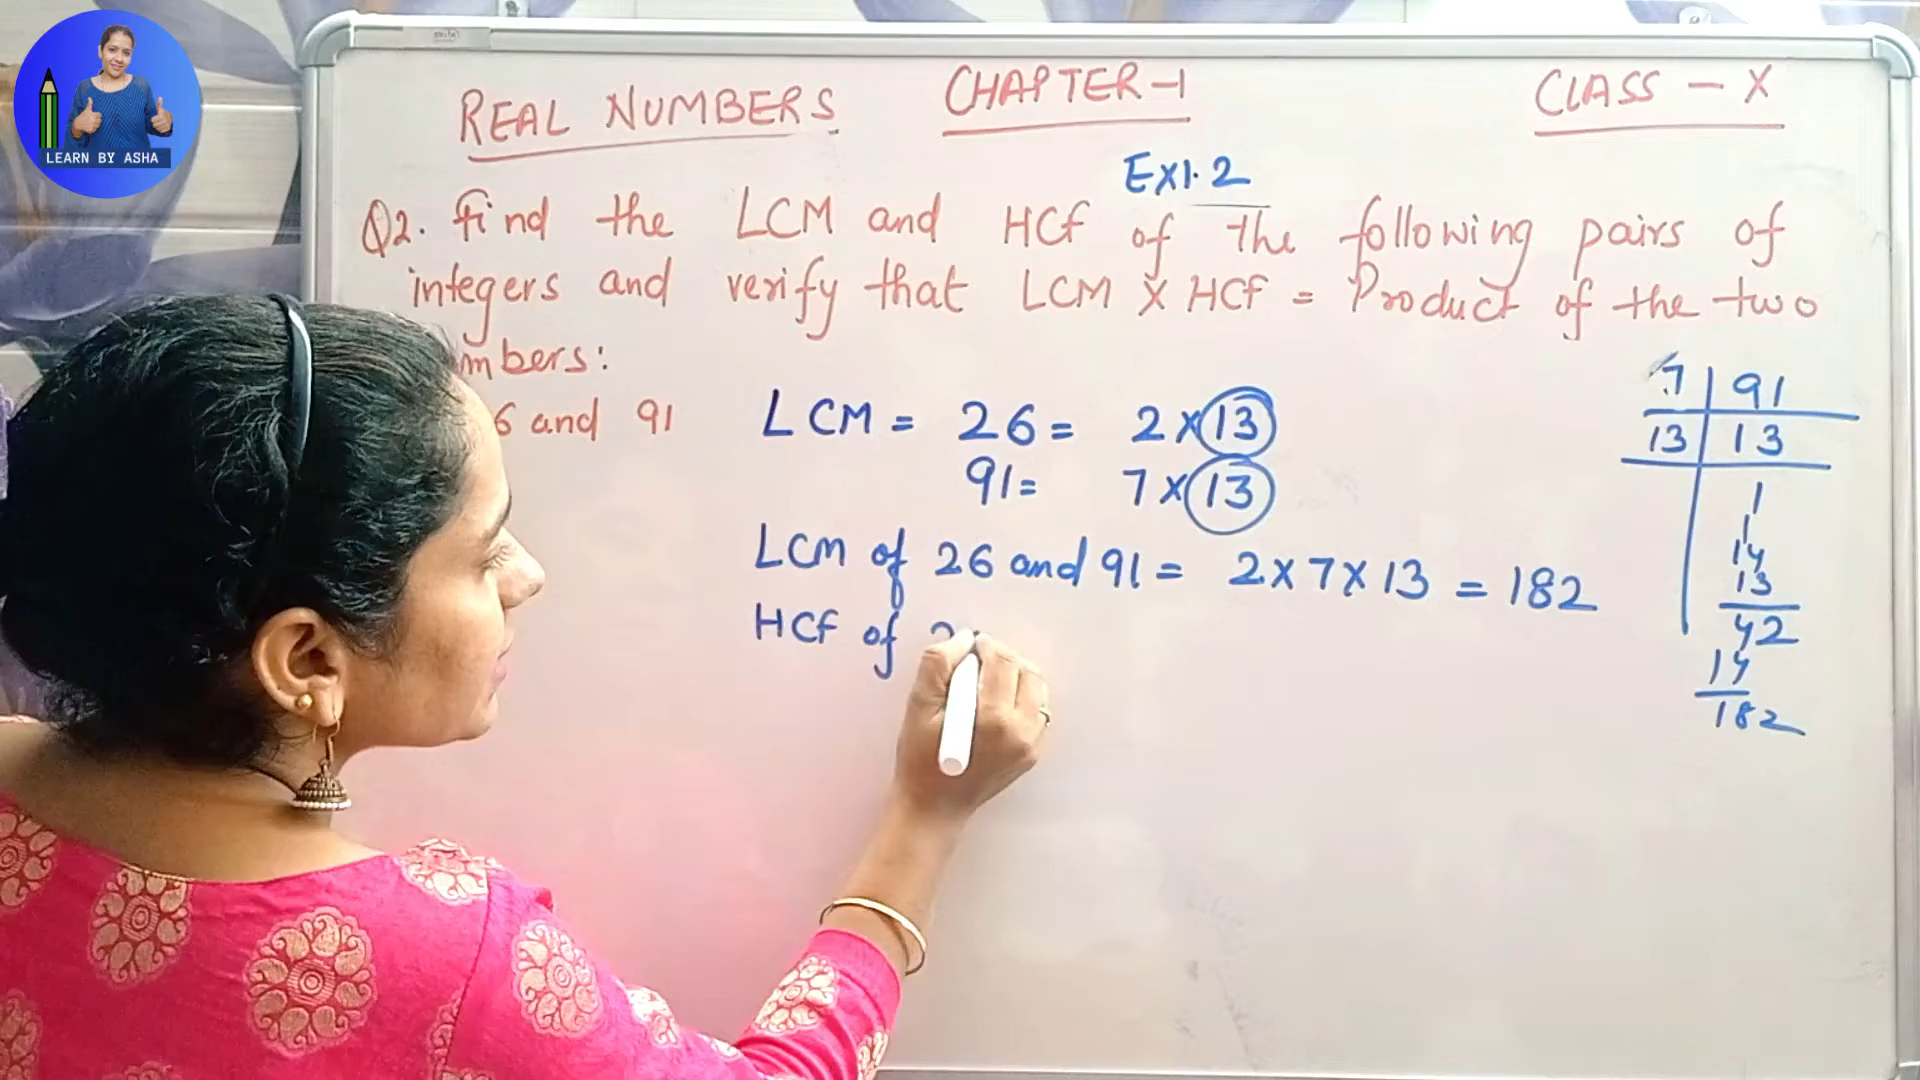 LEARN BY ASHA
REAL NUMBERS CHAPTER-1 CLASS - X
EX1.2
Q2. Find the LCM and HCF of the following pairs of
integers and verify that LCM X HCF = Product of the two
mbers:
6 and 91
LCM = 26 = 2 × 13
91 = 7 × 13
LCM of 26 and 91 = 2 × 7 × 13 = 182
HCF of 2
7 | 91
13 | 13
1
1
14
13
42
14
182